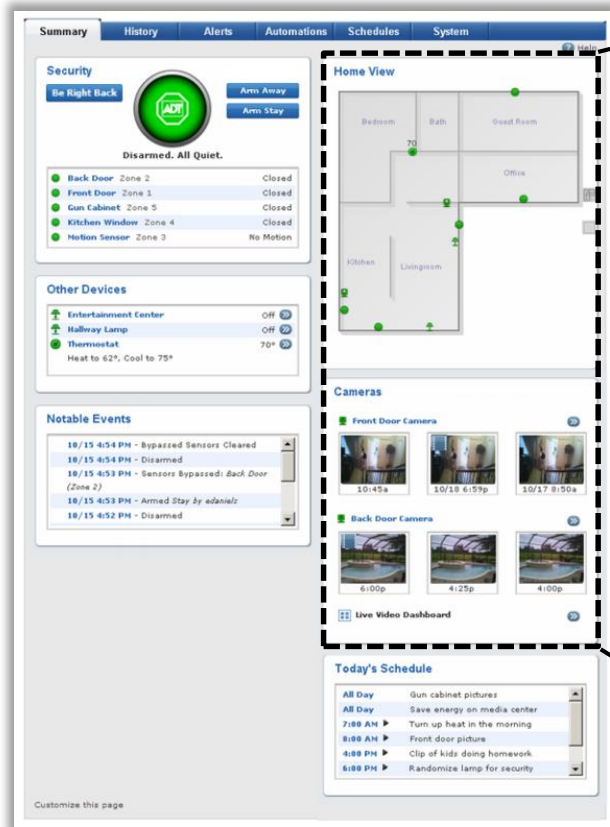 Summary History Alerts Automations Schedules System
Help
Security
Be Right Back
ADT
Arm Away
Arm Stay
Disarmed. All Quiet.
Back Door Zone 2 Closed
Front Door Zone 1 Closed
Gun Cabinet Zone 5 Closed
Kitchen Window Zone 4 Closed
Motion Sensor Zone 3 No Motion
Other Devices
Entertainment Center Off
Hallway Lamp Off
Thermostat 70°
Heat to 62°, Cool to 75°
Notable Events
10/15 4:54 PM - Bypassed Sensors Cleared
10/15 4:54 PM - Disarmed
10/15 4:53 PM - Sensors Bypassed: Back Door
(Zone 2)
10/15 4:53 PM - Armed Stay by edanielz
10/15 4:52 PM - Disarmed
Customize this page
Home View
Bedroom Bath Guest Room
70
Office
Kitchen Livingroom
Cameras
Front Door Camera
10:45a 10/18 6:59p 10/17 8:50a
Back Door Camera
6:00p 4:25p 4:00p
Live Video Dashboard
Today's Schedule
All Day Gun cabinet pictures
All Day Save energy on media center
7:00 AM Turn up heat in the morning
8:00 AM Front door picture
4:00 PM Clip of kids doing homework
6:00 PM Randomize lamp for security